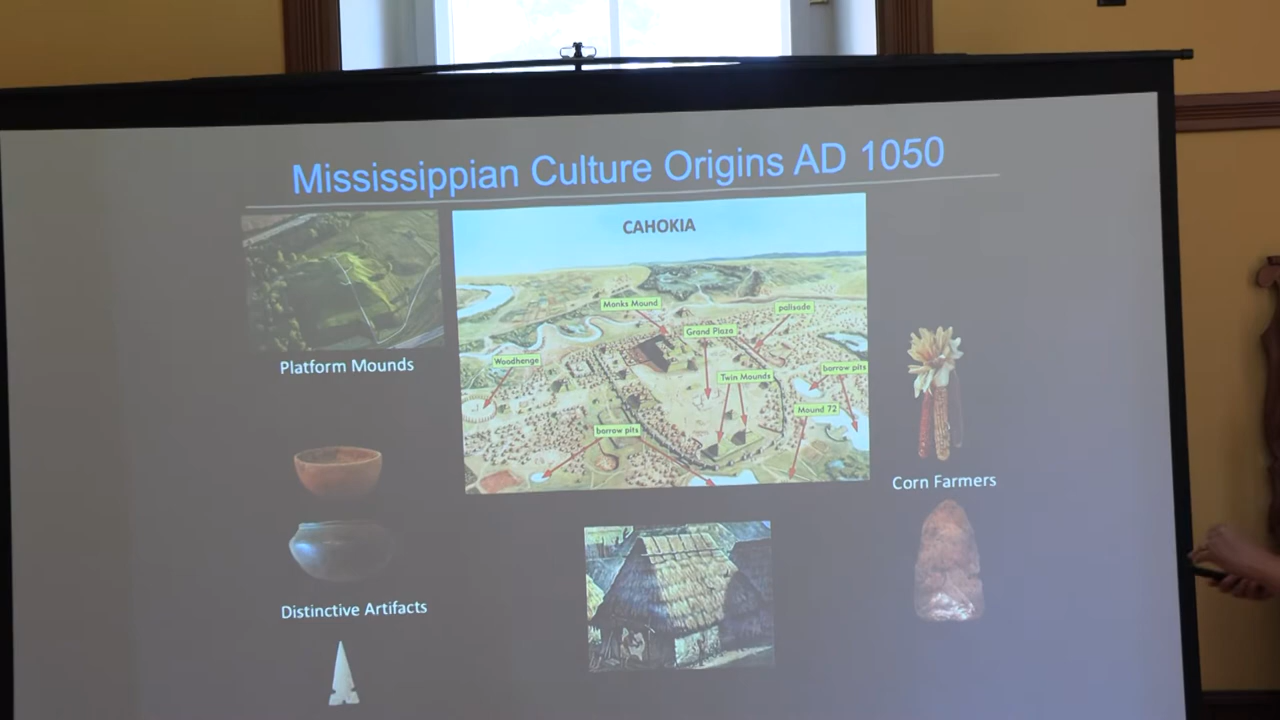 Mississippian Culture Origins AD 1050
CAHOKIA
Monks Mound
palisade
Grand Plaza
Woodhenge
Twin Mounds
borrow pits
Mound 72
borrow pits
Platform Mounds
Corn Farmers
Distinctive Artifacts